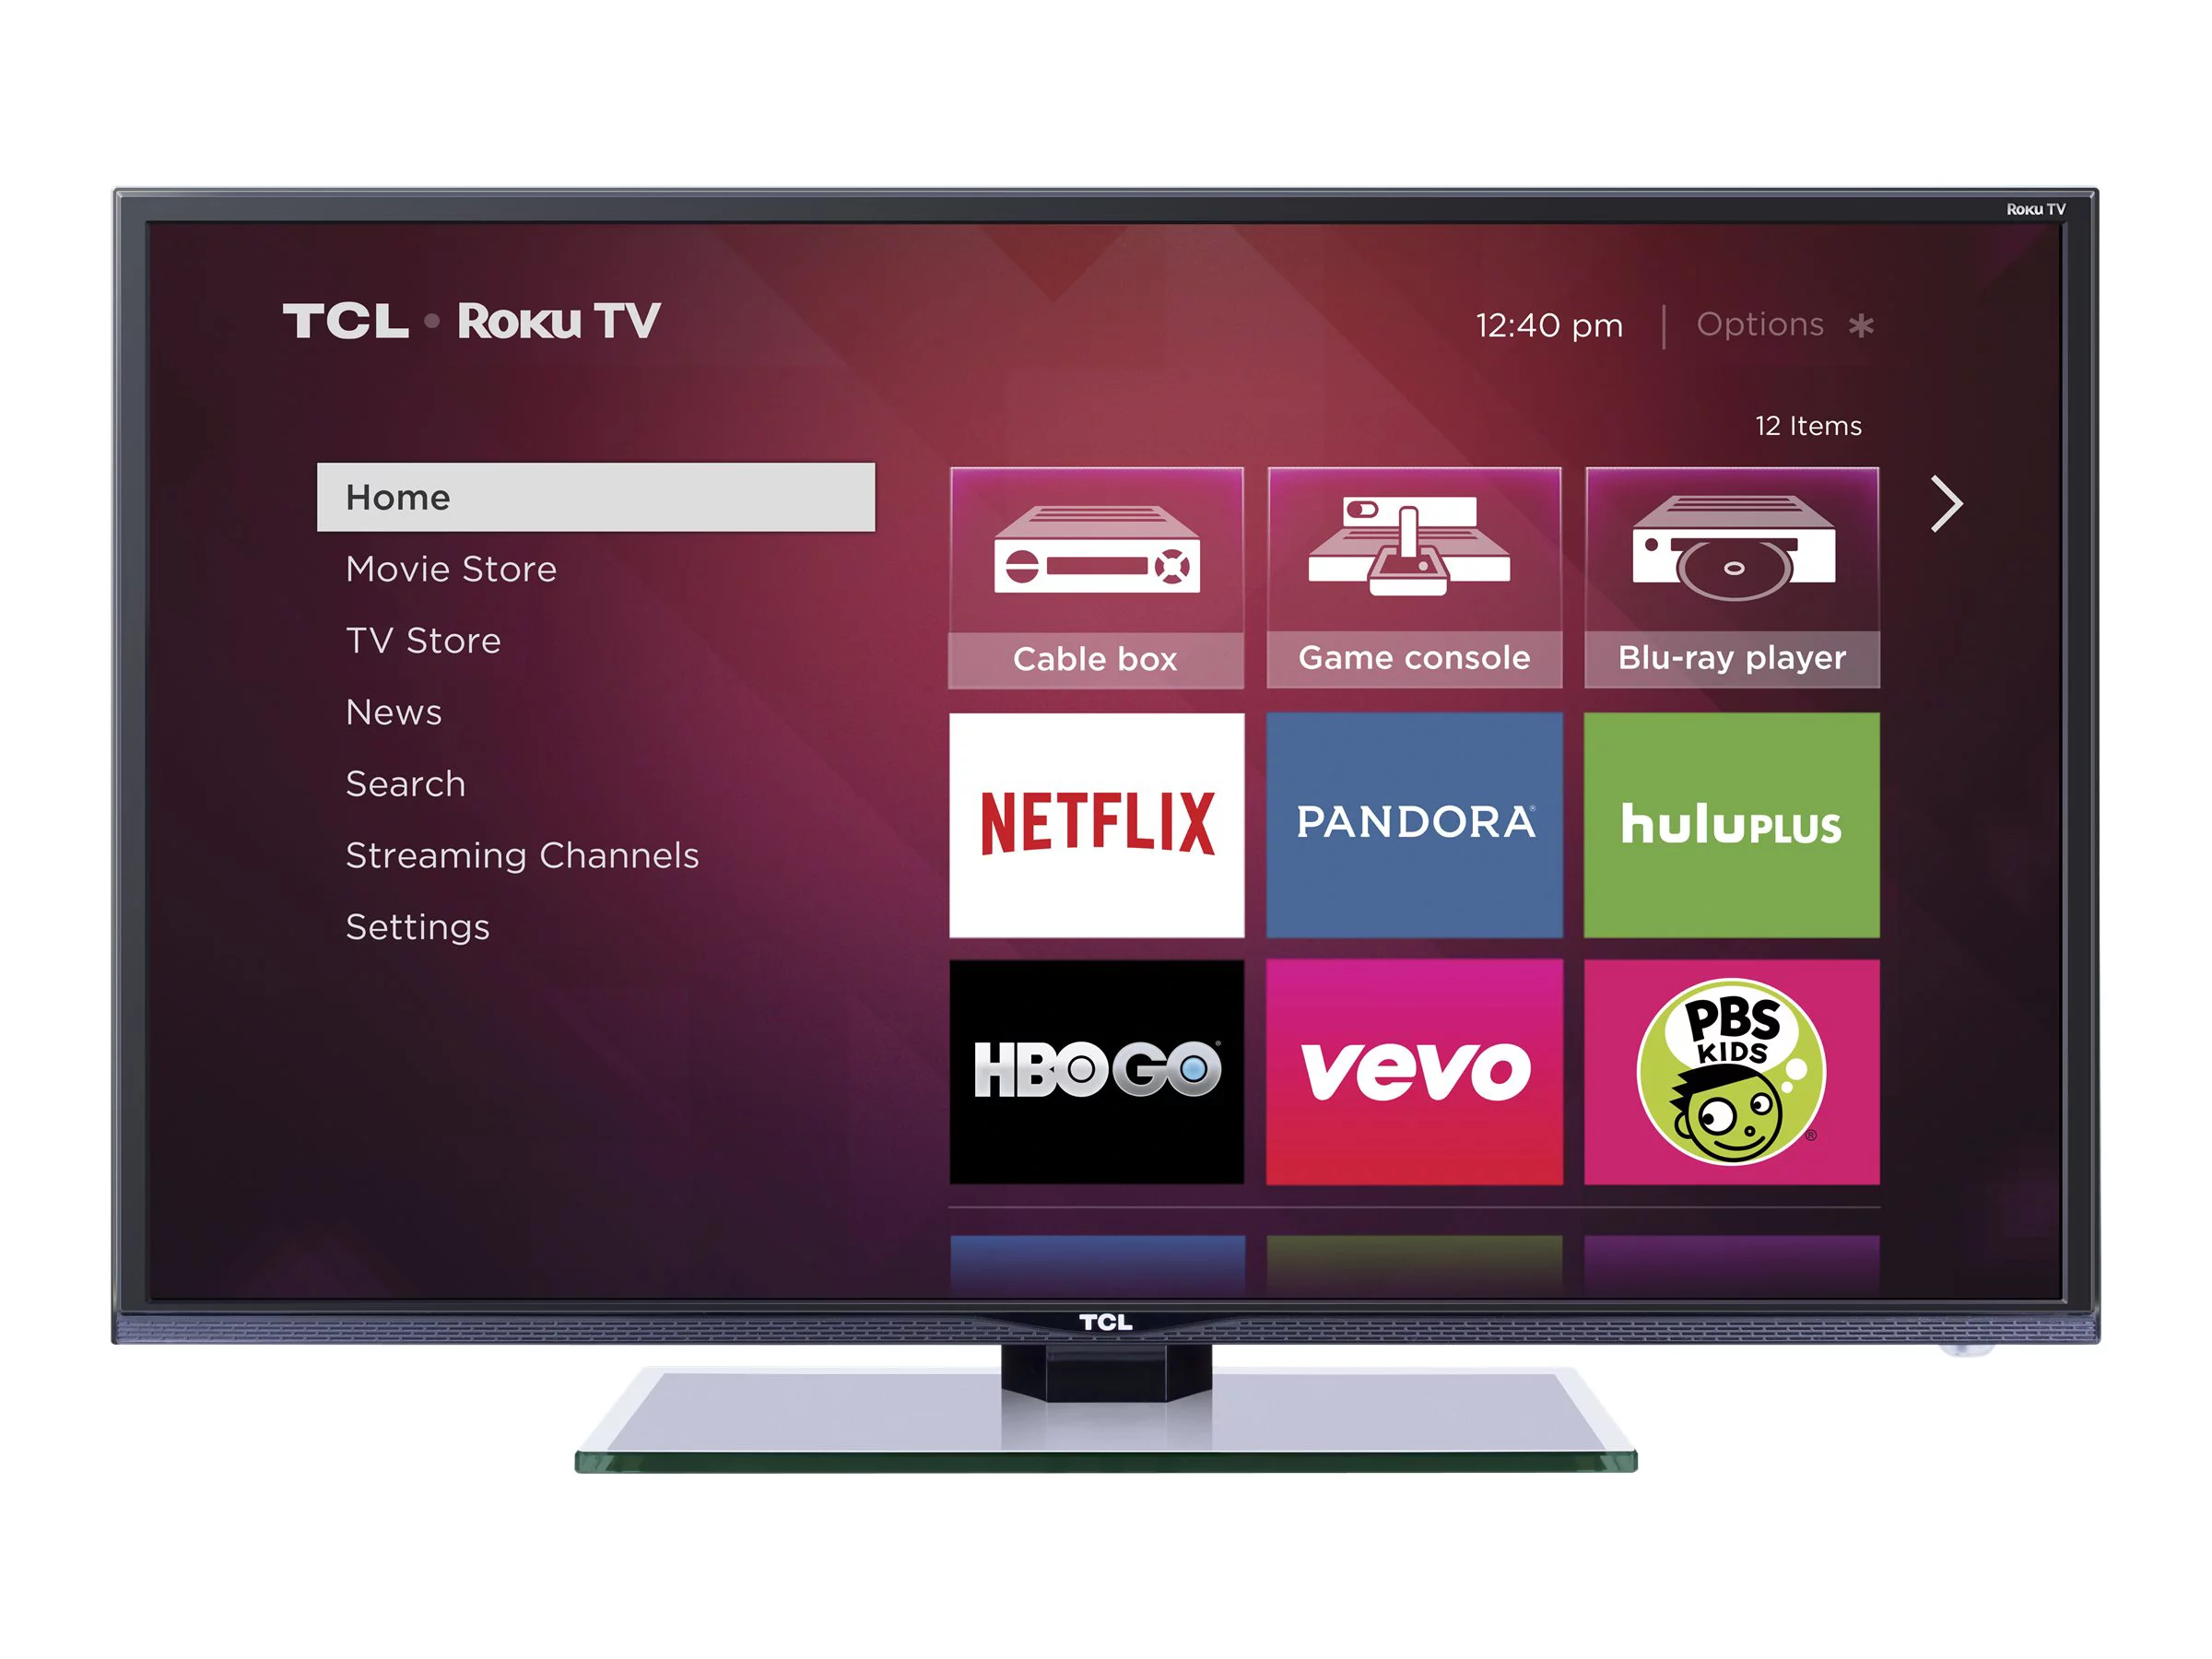 Roku TV
TCL • Roku TV
12:40 pm | Options *
12 Items
Home
Movie Store
TV Store
News
Search
Streaming Channels
Settings
Cable box
Game console
Blu-ray player
NETFLIX
PANDORA®
huluPLUS
HBO GO®
vevo
PBS
KIDS
®
TCL